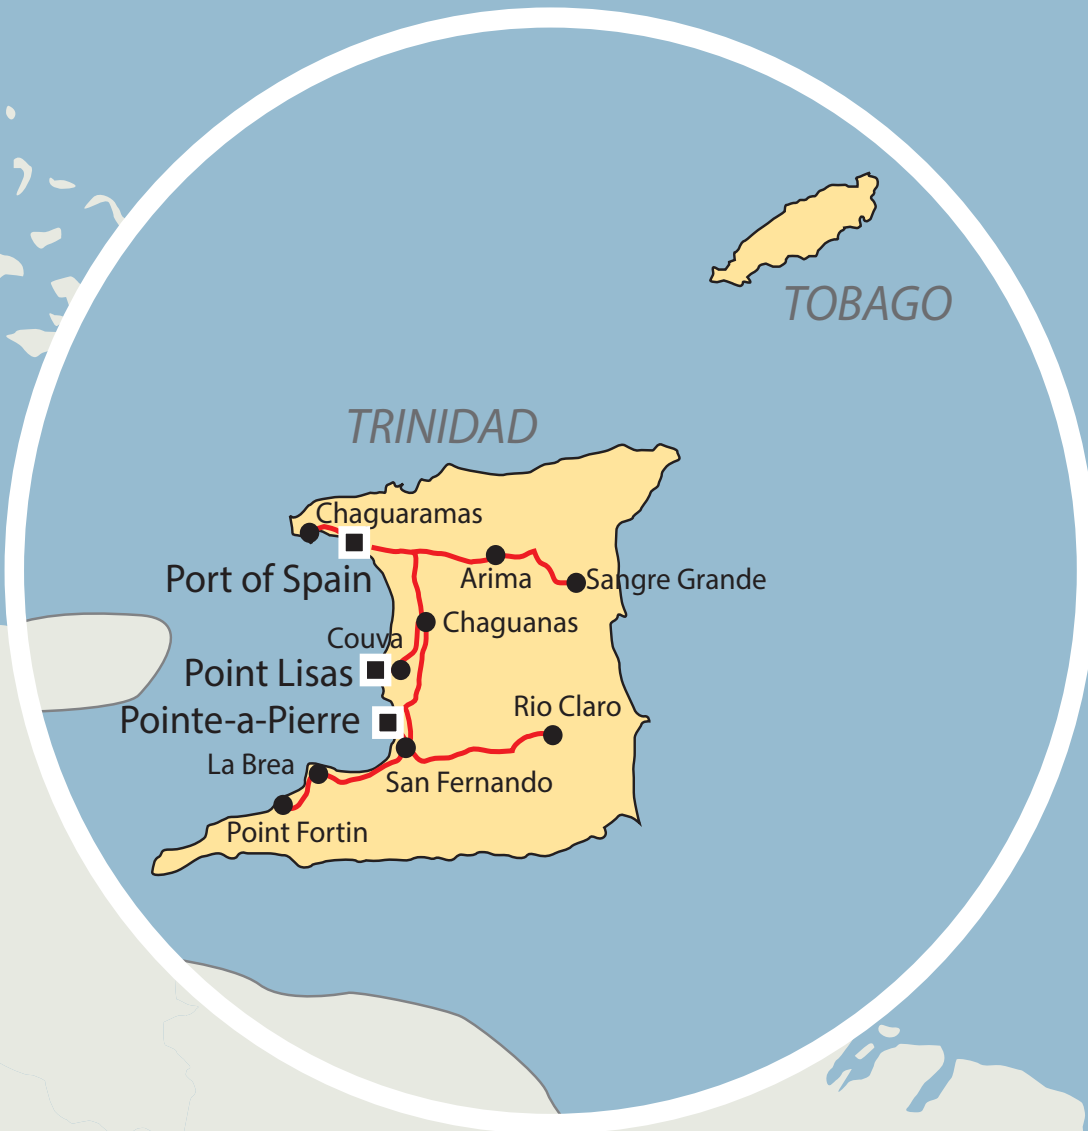 TOBAGO
TRINIDAD
Chaguaramas
Port of Spain
Arima
Sangre Grande
Chaguanas
Couva
Point Lisas
Rio Claro
Pointe-a-Pierre
La Brea
San Fernando
Point Fortin